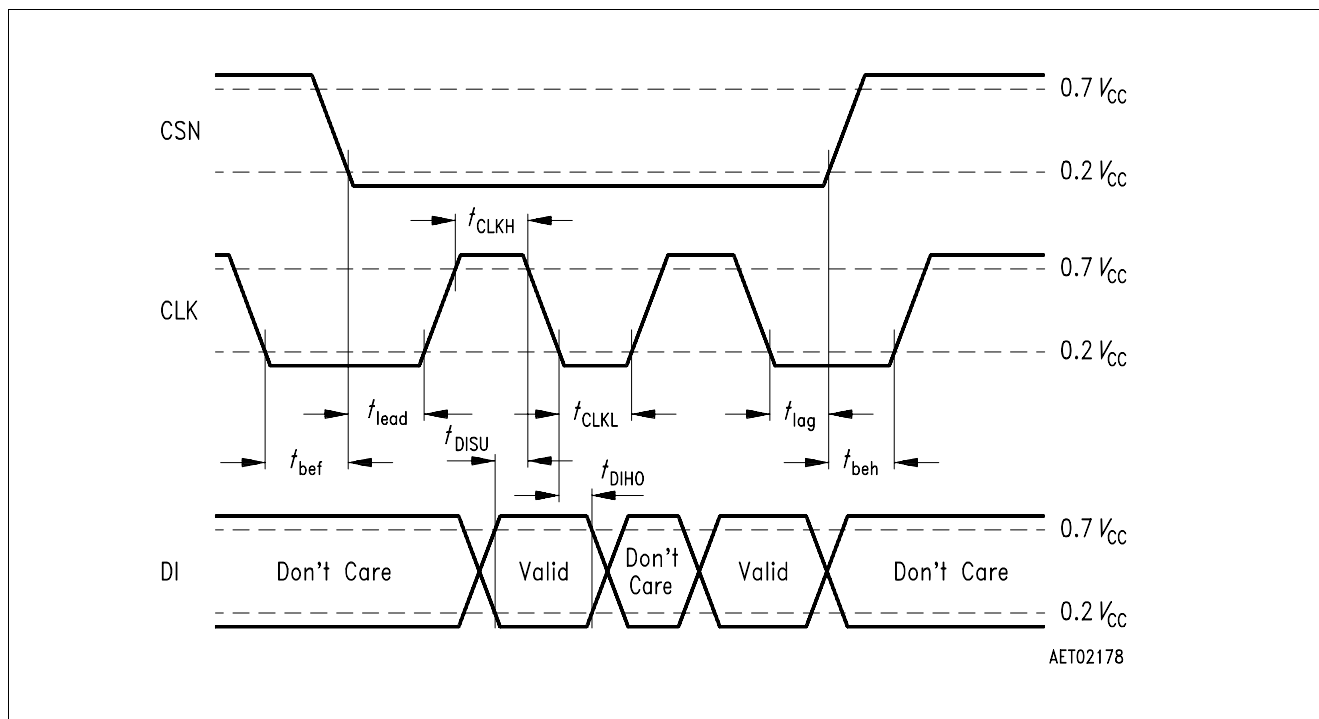 0.7 VCC
CSN
0.2 VCC
tCLKH
0.7 VCC
CLK
0.2 VCC
tlead
tCLKL
tlag
tDISU
tbef
tDIHO
tbeh
0.7 VCC
DI
Don't Care
Valid
Don't
Care
Valid
Don't Care
0.2 VCC
AET02178